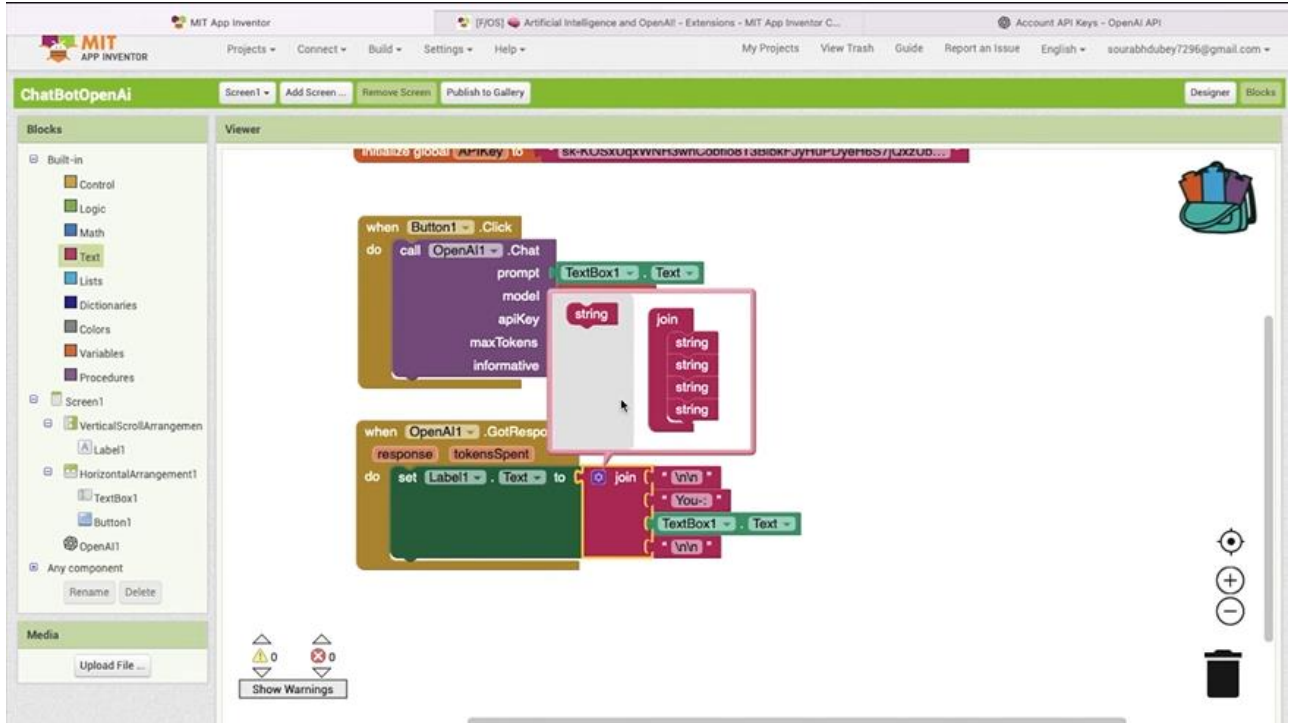 MIT App Inventor
[F/OS] Artificial Intelligence and OpenAI! - Extensions - MIT App Inventor C...
Account API Keys - OpenAI API
MIT
APP INVENTOR
Projects Connect Build Settings Help My Projects View Trash Guide Report an Issue English sourabhdubey7296@gmail.com
ChatBotOpenAi Screen1 Add Screen ... Remove Screen Publish to Gallery Designer Blocks
Blocks Viewer
Built-in
initialize global APIKey to
Control
Logic
Math
Text
Lists
Dictionaries
Colors
Variables
Procedures
Screen1
VerticalScrollArrangemen
Label1
HorizontalArrangement1
TextBox1
Button1
OpenAI1
Any component
Rename Delete
Media
Upload File ...
when Button1 .Click
do call OpenAI1 .Chat
prompt TextBox1 . Text
model
apiKey
maxTokens
informative
string join
string
string
string
string
when OpenAI1 .GotRespo
response tokensSpent
do set Label1 . Text to join " \n\n "
" You-: "
TextBox1 . Text
" \n\n "
0 0
Show Warnings